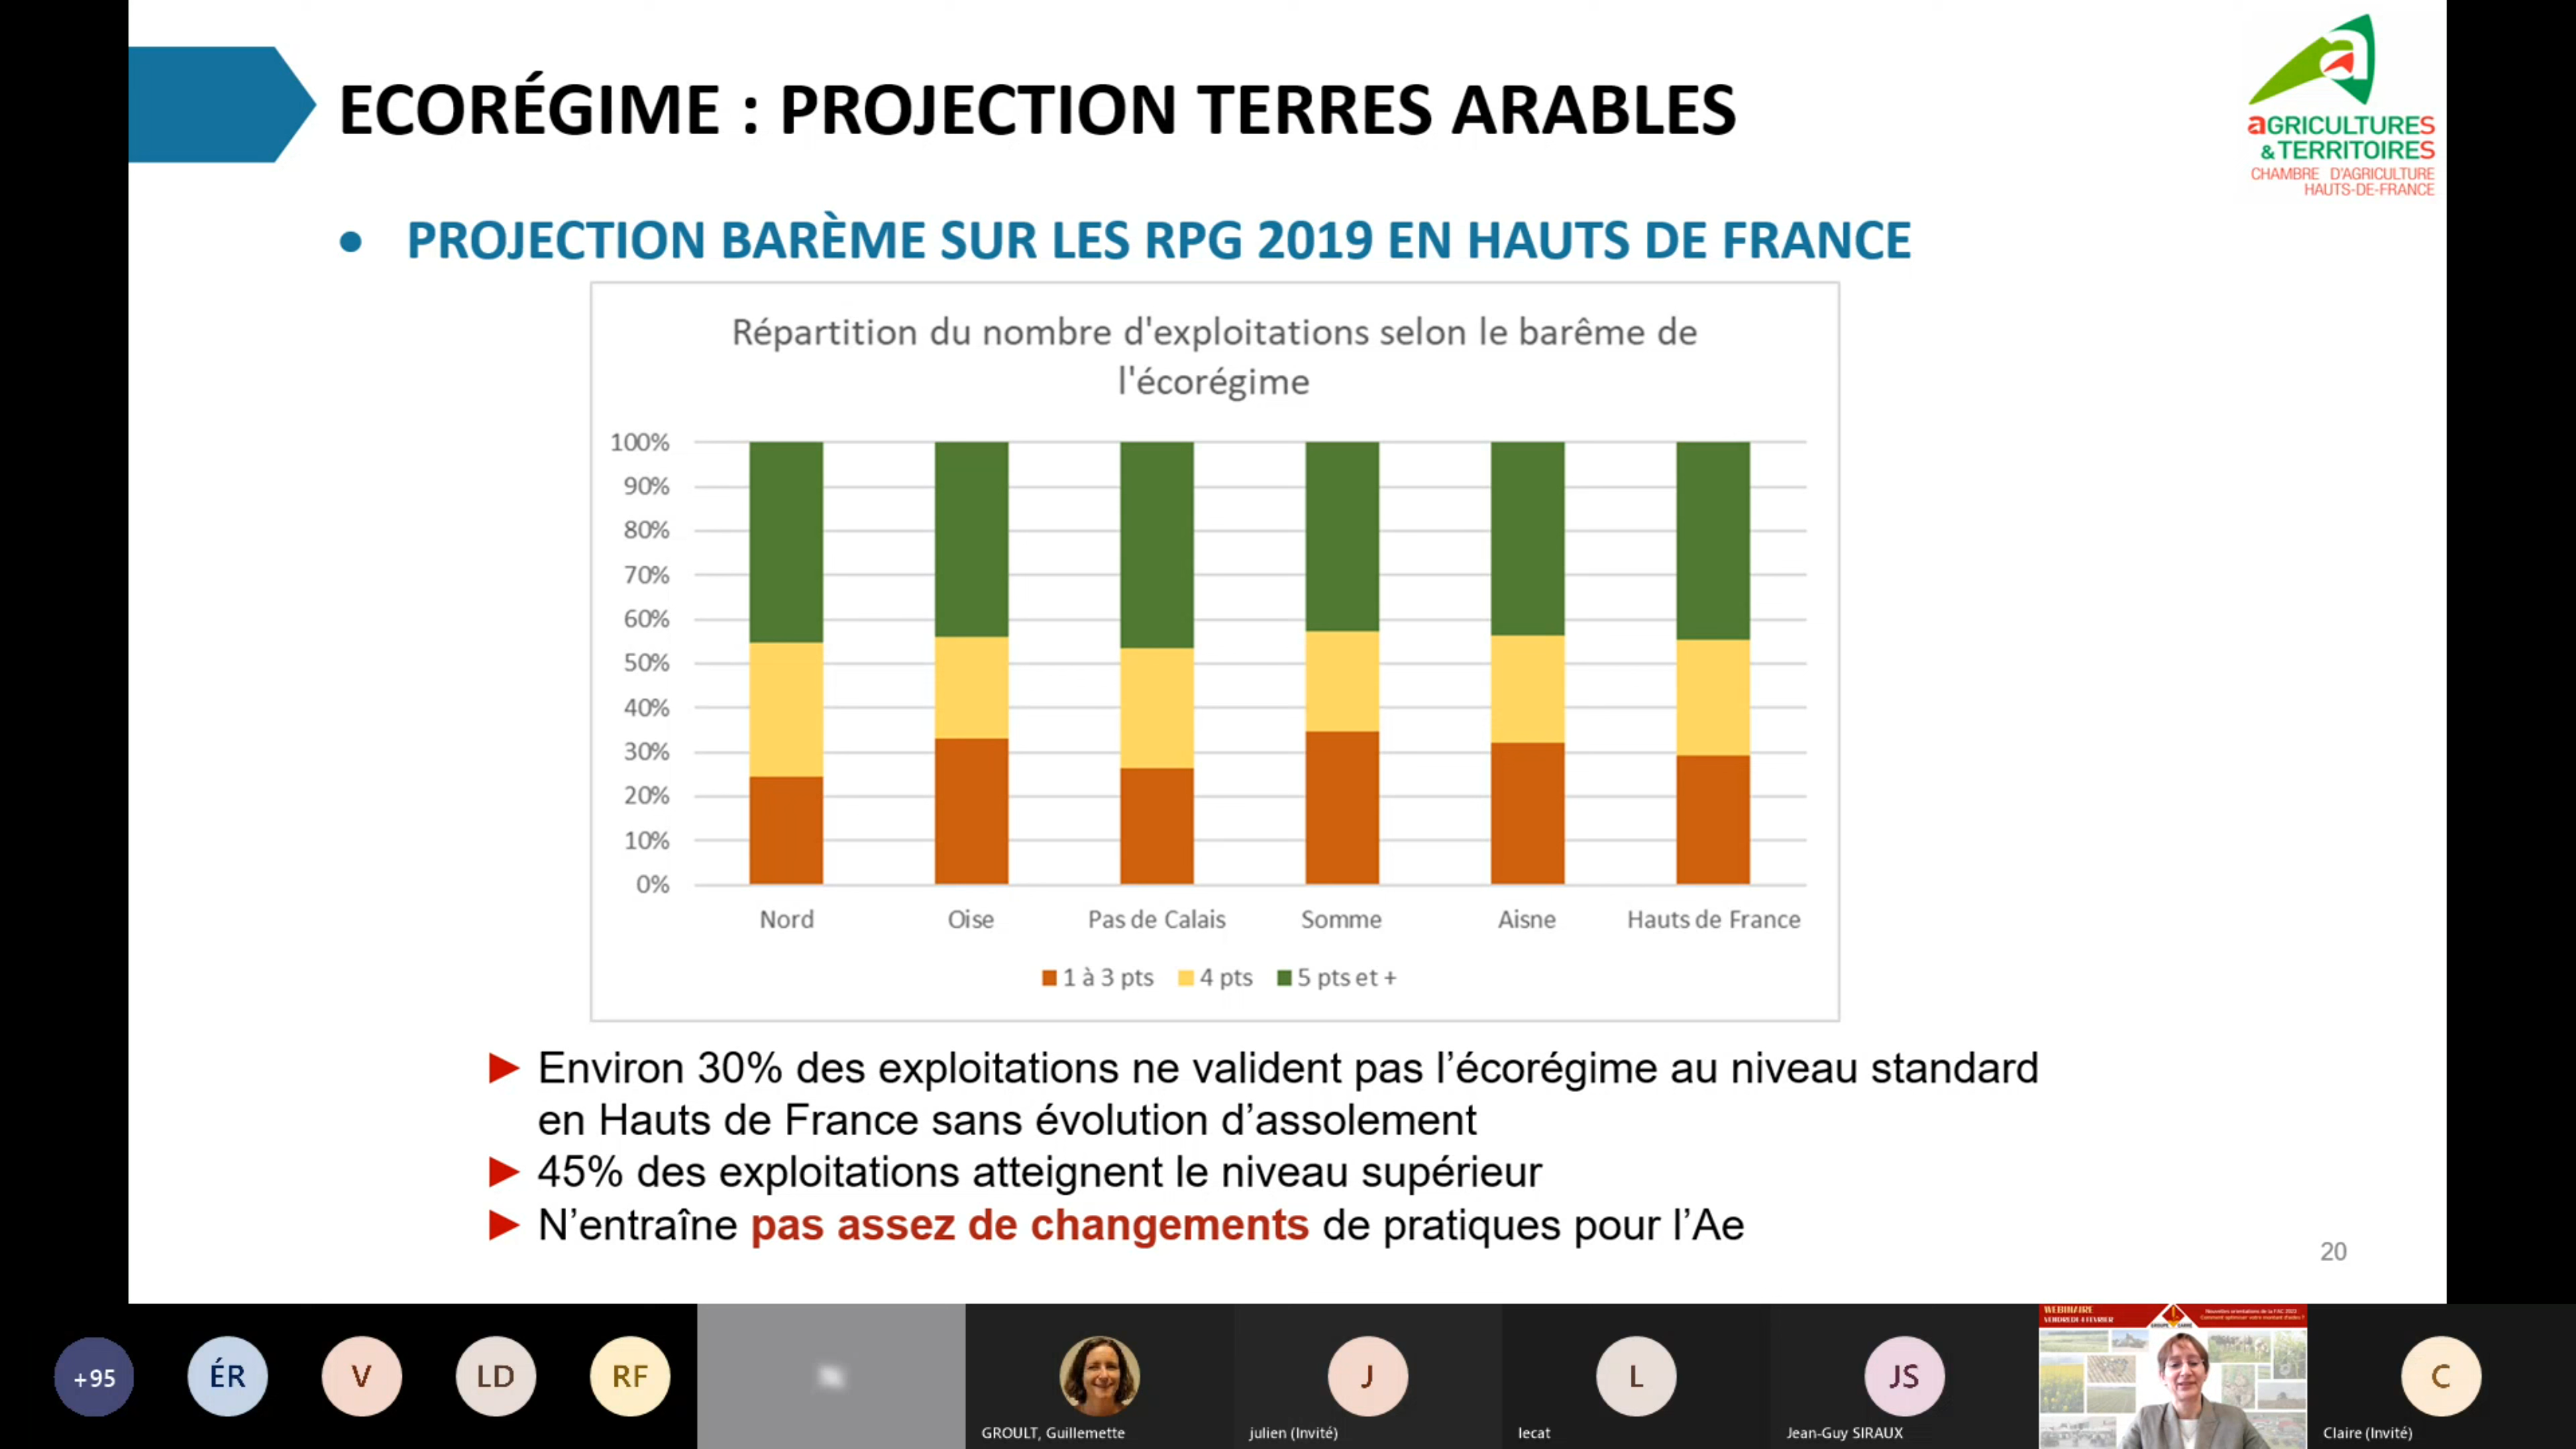 ECORÉGIME : PROJECTION TERRES ARABLES
aGRICULTURES
& TERRITOIRES
CHAMBRE D'AGRICULTURE
HAUTS-DE-FRANCE
• PROJECTION BARÈME SUR LES RPG 2019 EN HAUTS DE FRANCE
Répartition du nombre d'exploitations selon le barême de
l'écorégime
100%
90%
80%
70%
60%
50%
40%
30%
20%
10%
0%
Nord Oise Pas de Calais Somme Aisne Hauts de France
1 à 3 pts 4 pts 5 pts et +
► Environ 30% des exploitations ne valident pas l’écorégime au niveau standard
en Hauts de France sans évolution d’assolement
► 45% des exploitations atteignent le niveau supérieur
► N’entraîne pas assez de changements de pratiques pour l’Ae
20
+95 ÉR V LD RF J L JS C
GROULT, Guillemette julien (Invité) lecat Jean-Guy SIRAUX Claire (Invité)
WEBINAIRE
VENDREDI 4 FEVRIER